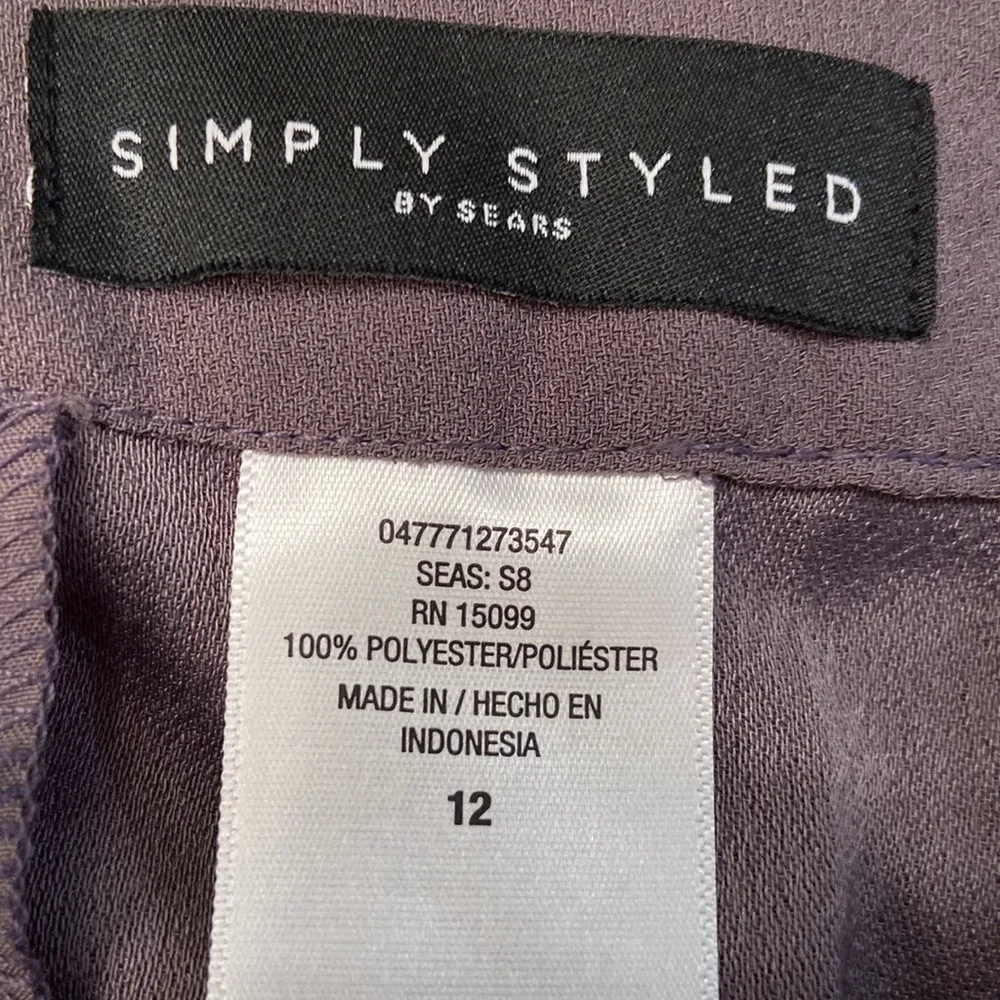 SIMPLY STYLED
BY SEARS
047771273547
SEAS: S8
RN 15099
100% POLYESTER/POLIÉSTER
MADE IN / HECHO EN
INDONESIA
12